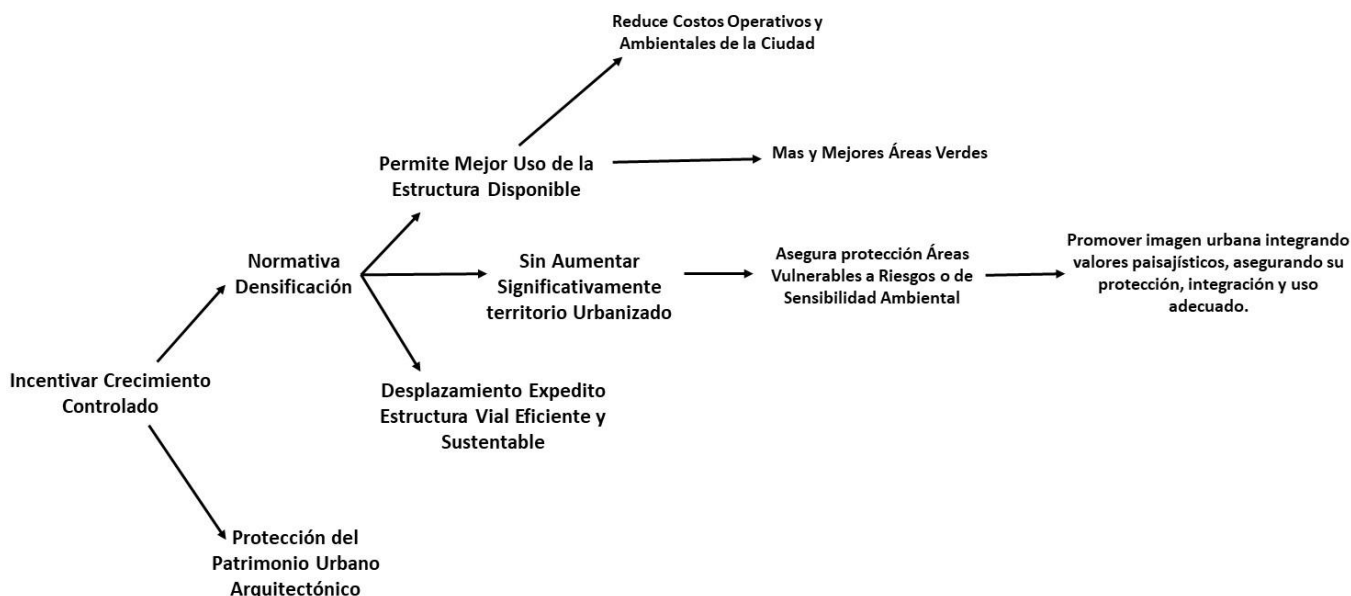 Reduce Costos Operativos y
Ambientales de la Ciudad
Permite Mejor Uso de la
Estructura Disponible
Mas y Mejores Áreas Verdes
Normativa
Densificación
Sin Aumentar
Significativamente
territorio Urbanizado
Asegura protección Áreas
Vulnerables a Riesgos o de
Sensibilidad Ambiental
Promover imagen urbana integrando
valores paisajísticos, asegurando su
protección, integración y uso
adecuado.
Incentivar Crecimiento
Controlado
Desplazamiento Expedito
Estructura Vial Eficiente y
Sustentable
Protección del
Patrimonio Urbano
Arquitectónico